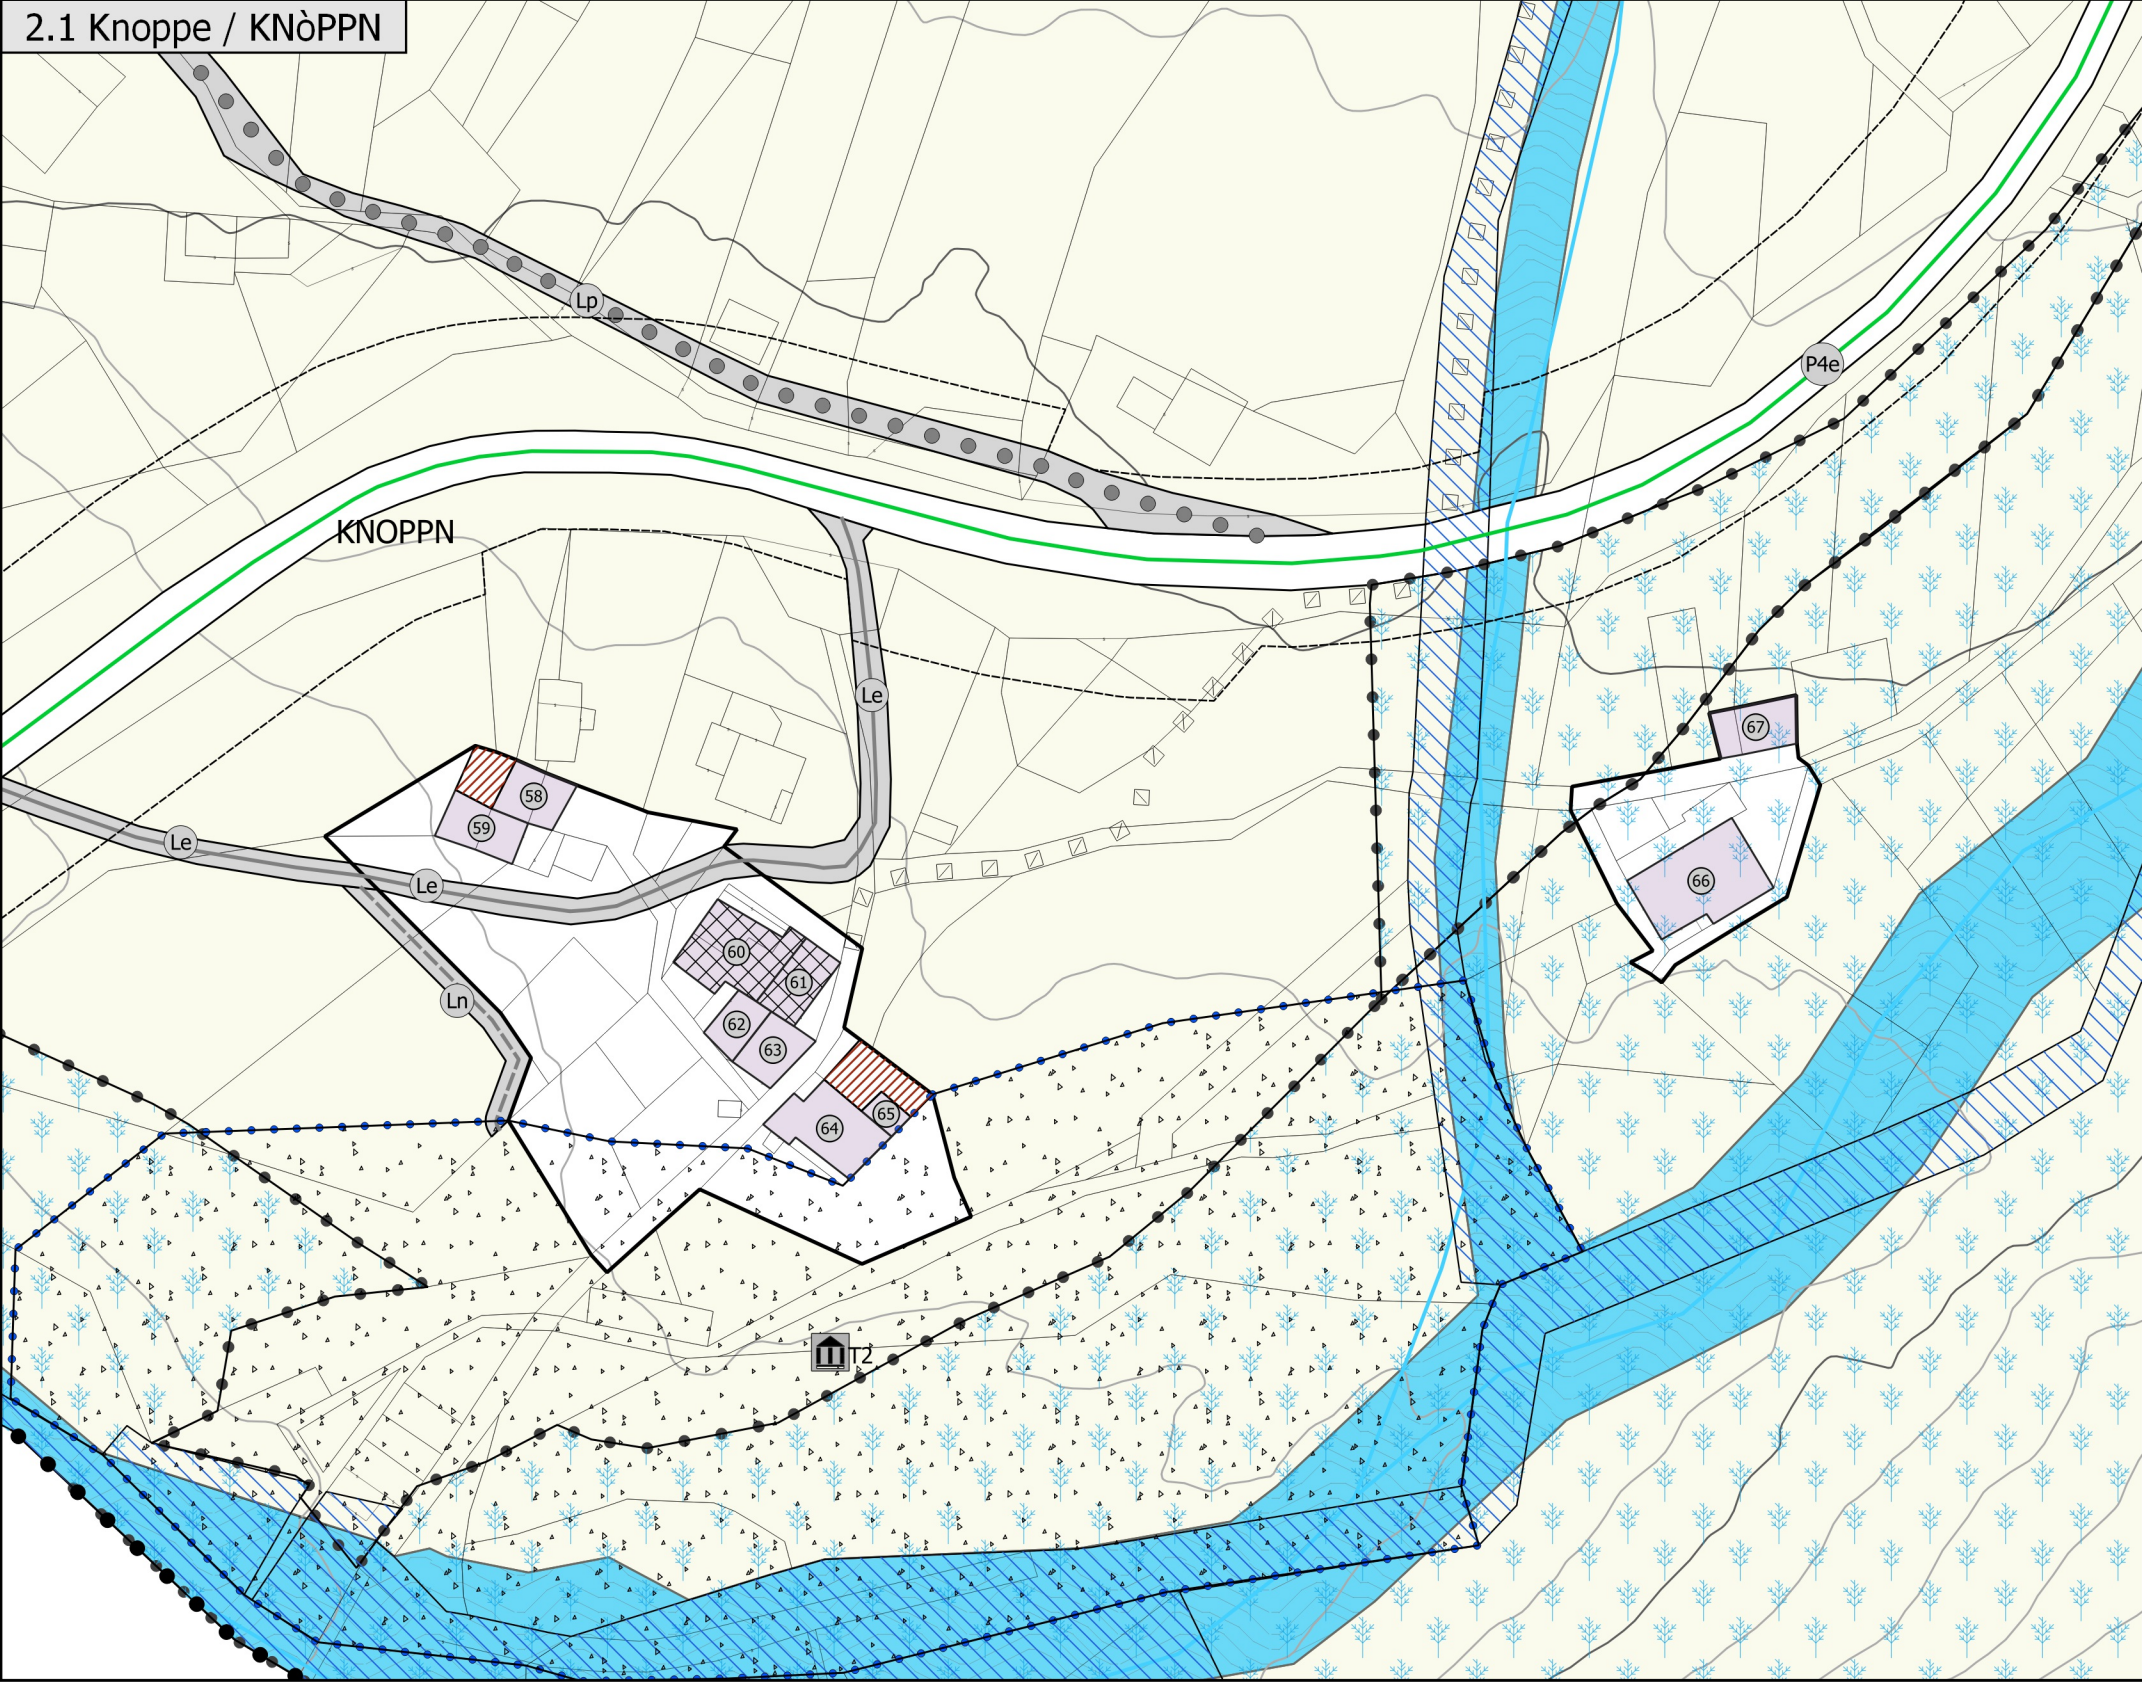 2.1 Knoppe / KNòPPN
Lp
P4e
KNOPPN
Le
67
58
59
Le
Le
66
60
61
Ln
62
63
65
64
T2